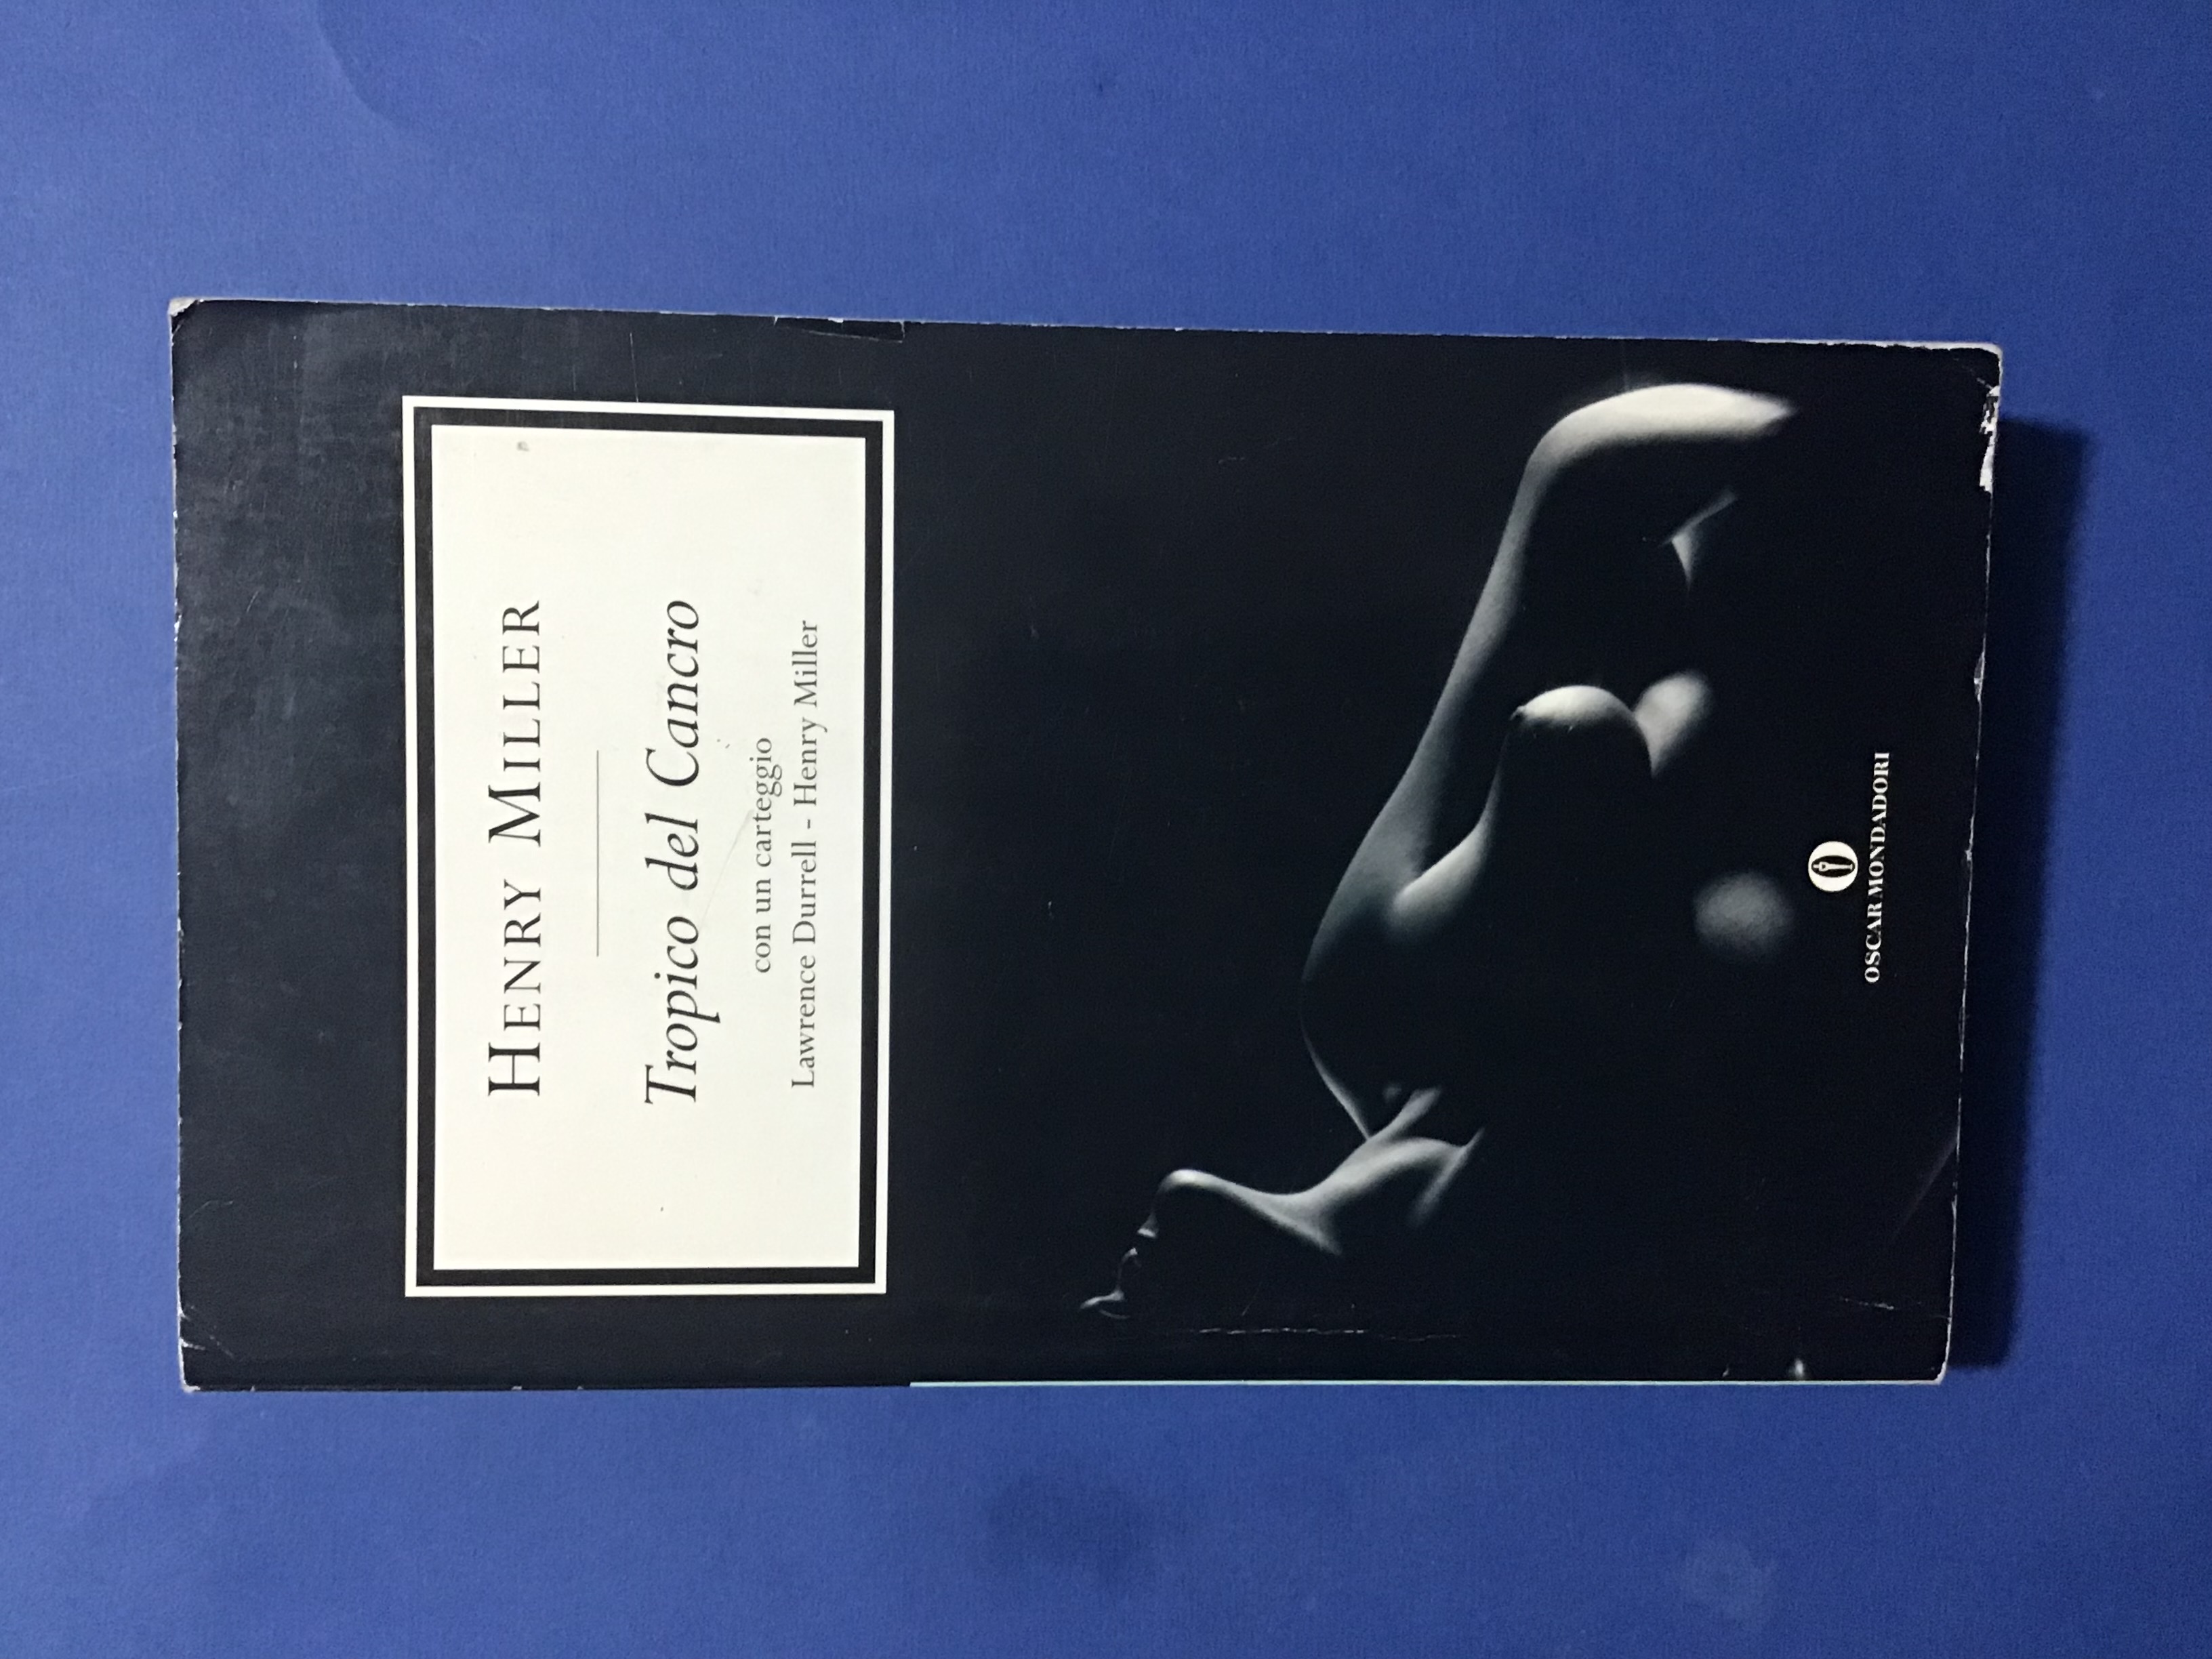 HENRY MILLER
Tropico del Cancro
con un carteggio
Lawrence Durrell - Henry Miller
OSCAR MONDADORI